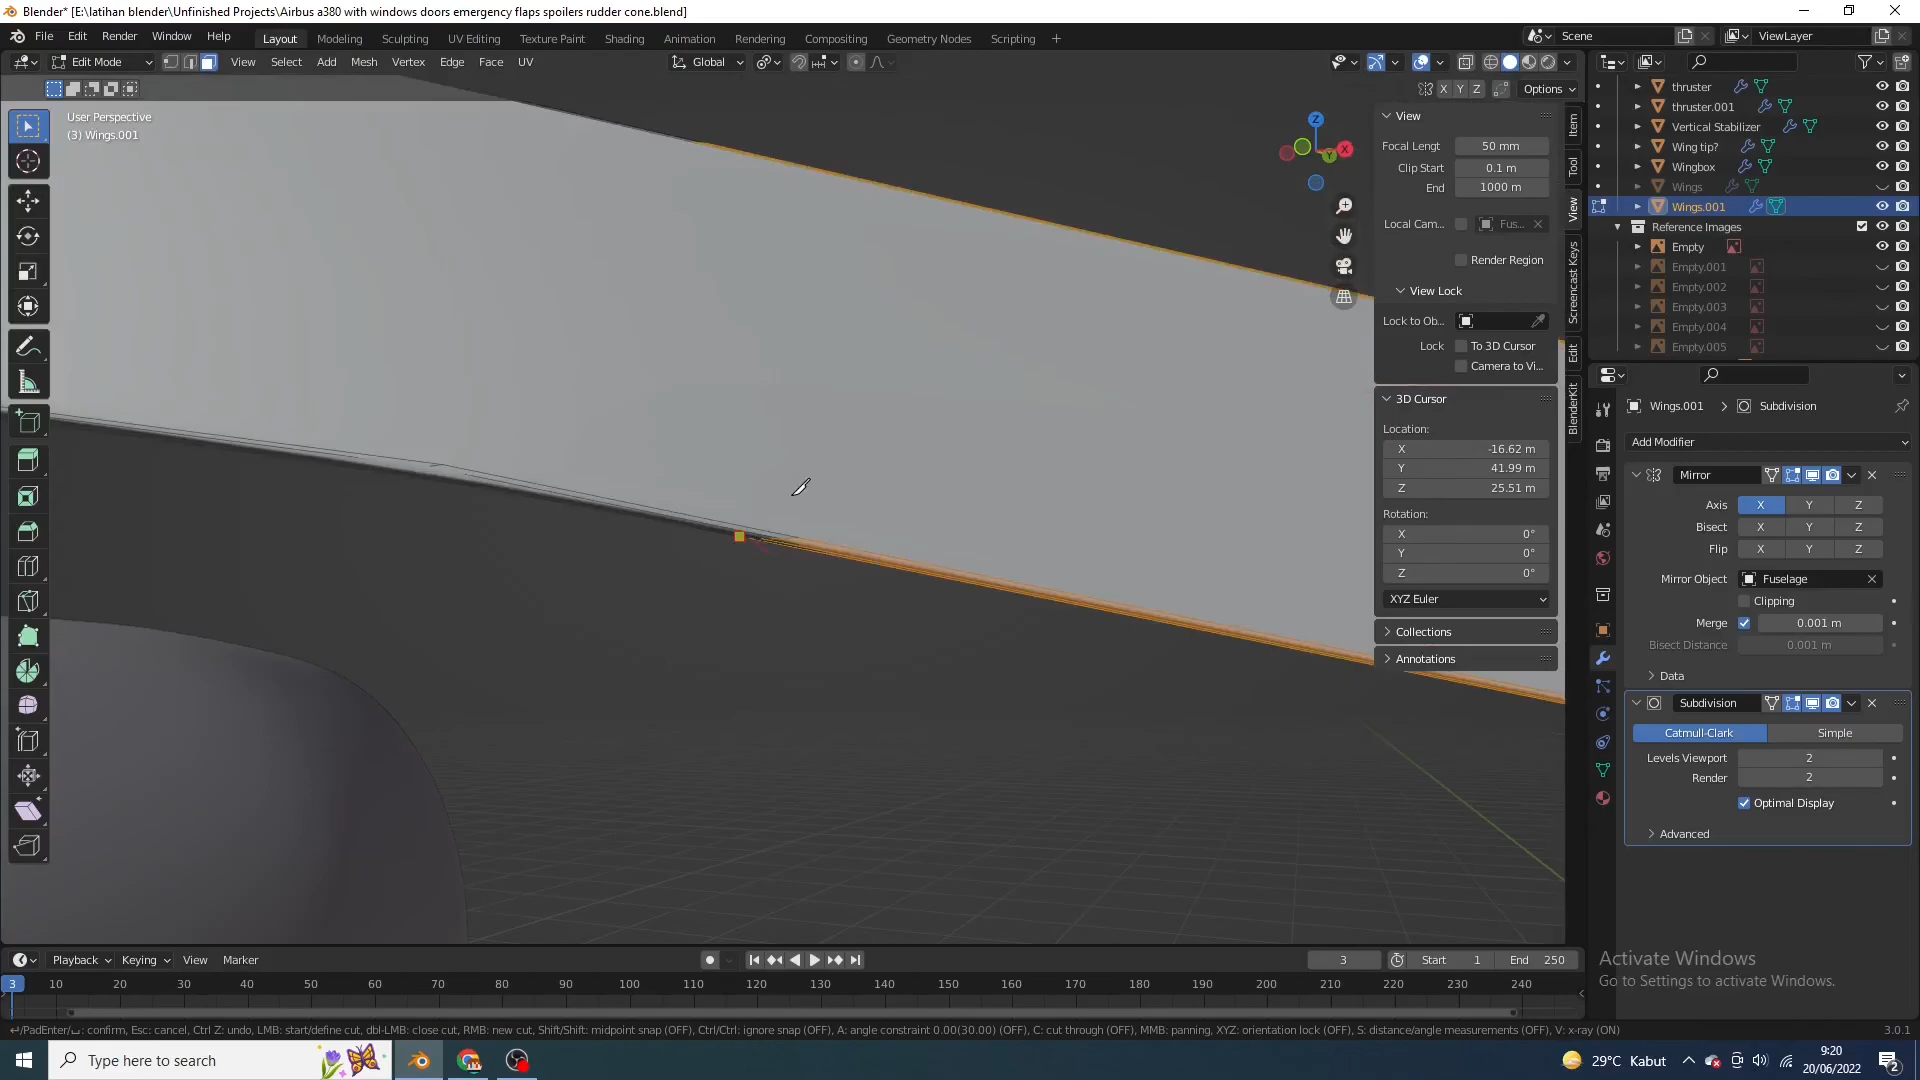 Blender* [E:\latihan blender\Unfinished Projects\Airbus a380 with windows doors emergency flaps spoilers rudder cone.blend]
File Edit Render Window Help
Layout Modeling Sculpting UV Editing Texture Paint Shading Animation Rendering Compositing Geometry Nodes Scripting
Scene
ViewLayer
Edit Mode View Select Add Mesh Vertex Edge Face UV
Global
X Y Z Options
User Perspective
(3) Wings.001
View
Focal Lengt 50 mm
Clip Start 0.1 m
End 1000 m
Local Cam... Fus...
Render Region
View Lock
Lock to Ob...
Lock To 3D Cursor
Camera to Vi...
3D Cursor
Location:
X -16.62 m
Y 41.99 m
Z 25.51 m
Rotation:
X 0°
Y 0°
Z 0°
XYZ Euler
Collections
Annotations
Item
Tool
View
Screencast Keys
Edit
BlenderKit
Z
X
Y
thruster
thruster.001
Vertical Stabilizer
Wing tip?
Wingbox
Wings
Wings.001
Reference Images
Empty
Empty.001
Empty.002
Empty.003
Empty.004
Empty.005
Wings.001 Subdivision
Add Modifier
Mirror
Axis X Y Z
Bisect X Y Z
Flip X Y Z
Mirror Object Fuselage
Clipping
Merge 0.001 m
Bisect Distance 0.001 m
Data
Subdivision
Catmull-Clark Simple
Levels Viewport 2
Render 2
Optimal Display
Advanced
Activate Windows
Go to Settings to activate Windows.
Playback Keying View Marker
3 Start 1 End 250
3 10 20 30 40 50 60 70 80 90 100 110 120 130 140 150 160 170 180 190 200 210 220 230 240
↵/PadEnter/␣: confirm, Esc: cancel, Ctrl Z: undo, LMB: start/define cut, dbl-LMB: close cut, RMB: new cut, Shift/Shift: midpoint snap (OFF), Ctrl/Ctrl: ignore snap (OFF), A: angle constraint 0.00(30.00) (OFF), C: cut through (OFF), MMB: panning, XYZ: orientation lock (OFF), S: distance/angle measurements (OFF), V: x-ray (ON)
3.0.1
Type here to search
29°C Kabut
9:20
20/06/2022
2